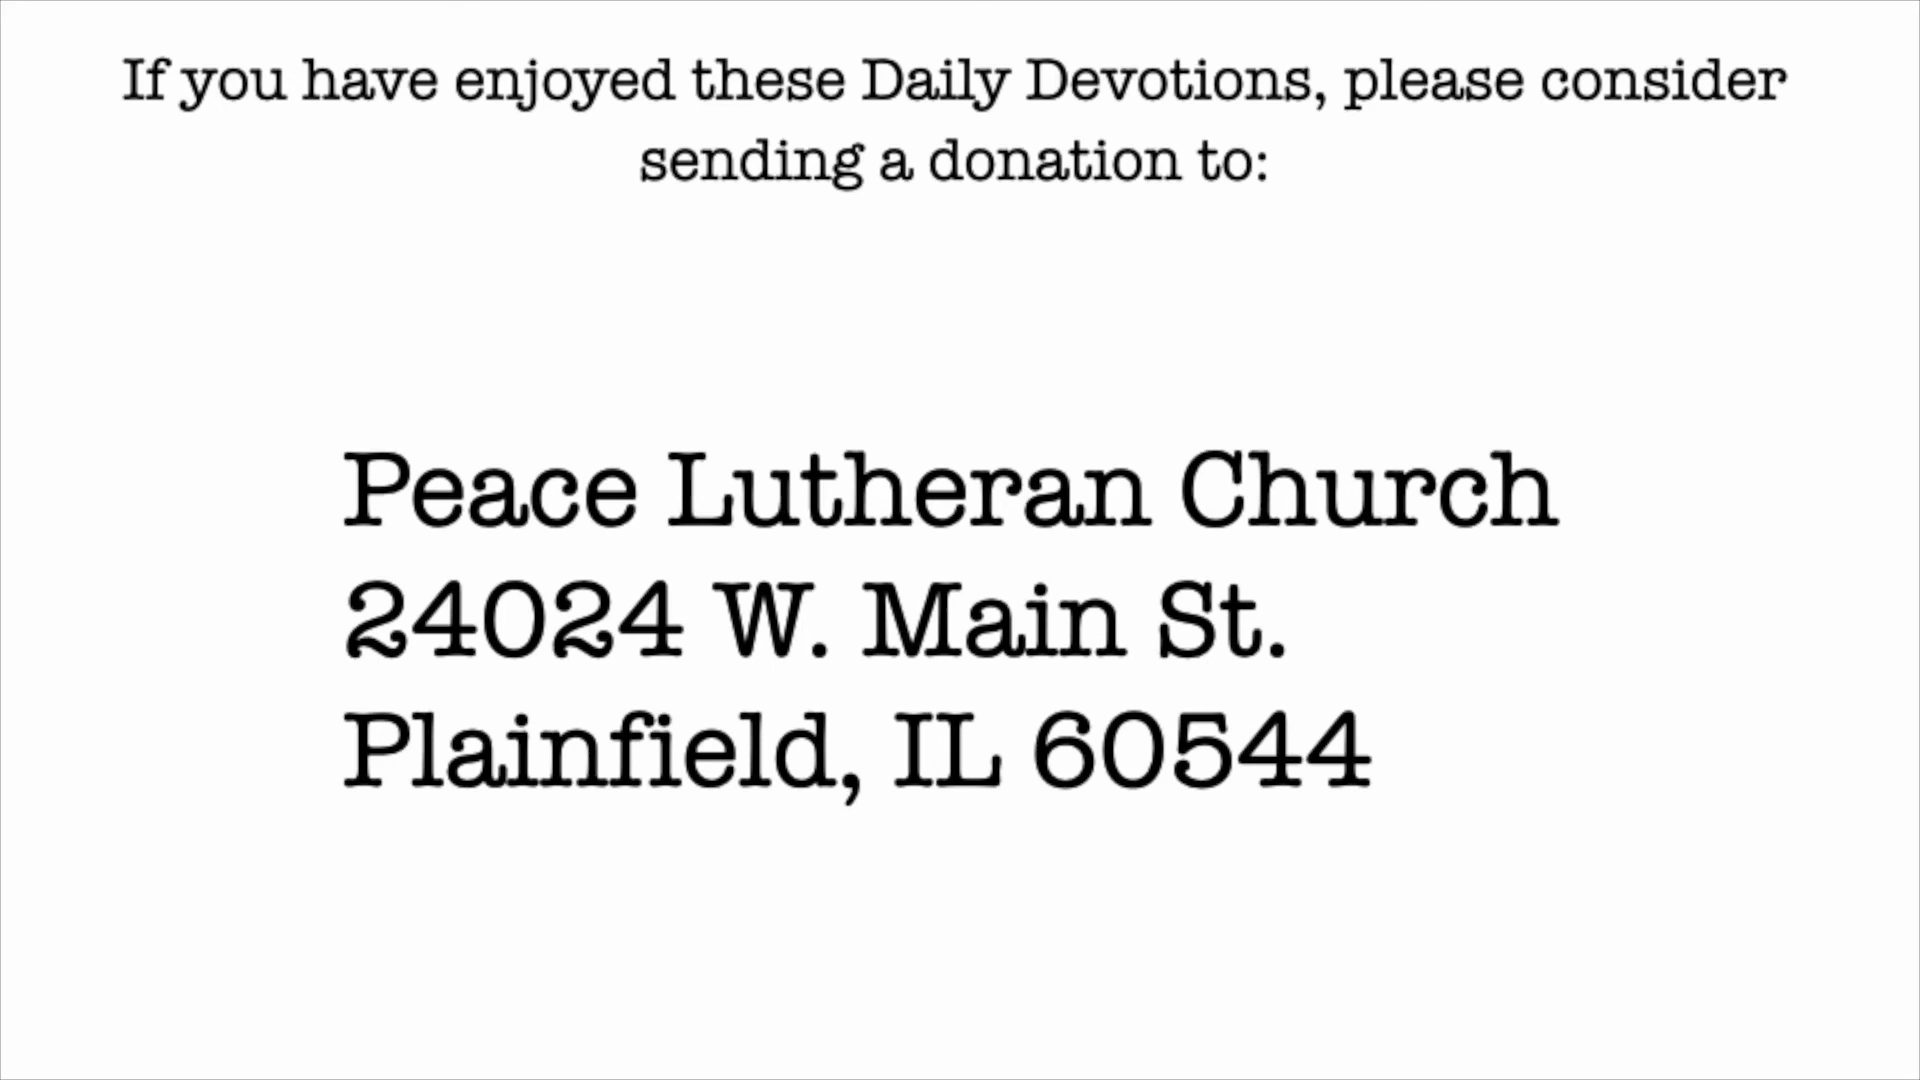 If you have enjoyed these Daily Devotions, please consider
sending a donation to:
Peace Lutheran Church
24024 W. Main St.
Plainfield, IL 60544